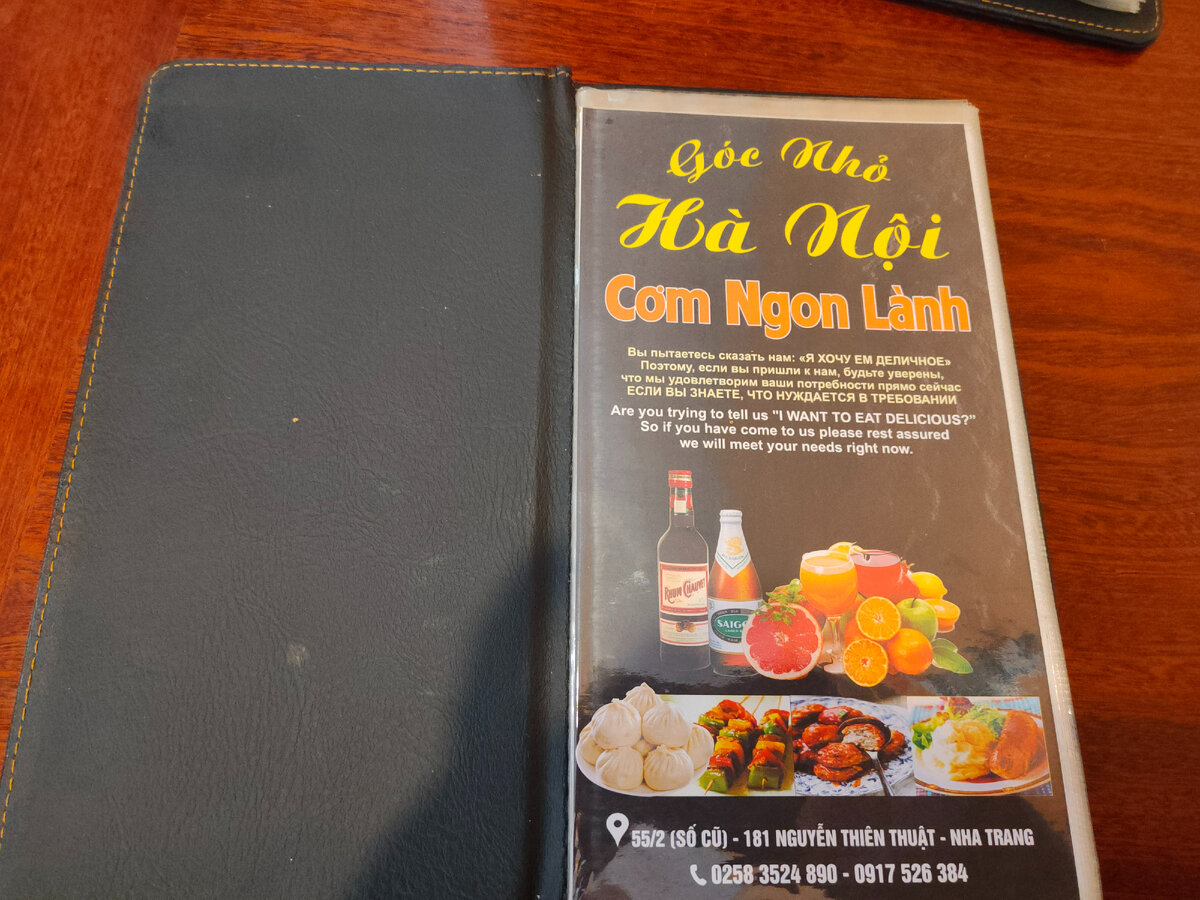 Góc Nhỏ
Hà Nội
Cơm Ngon Lành
Вы пытаетесь сказать нам: «Я ХОЧУ ЕМ ДЕЛИЧНОЕ»
Поэтому, если вы пришли к нам, будьте уверены,
что мы удовлетворим ваши потребности прямо сейчас
ЕСЛИ ВЫ ЗНАЕТЕ, ЧТО НУЖДАЕТСЯ В ТРЕБОВАНИИ
Are you trying to tell us "I WANT TO EAT DELICIOUS?"
So if you have come to us please rest assured
we will meet your needs right now.
RHUM CHAUVET
SAIGO
55/2 (SỐ CŨ) - 181 NGUYỄN THIÊN THUẬT - NHA TRANG
0258 3524 890 - 0917 526 384